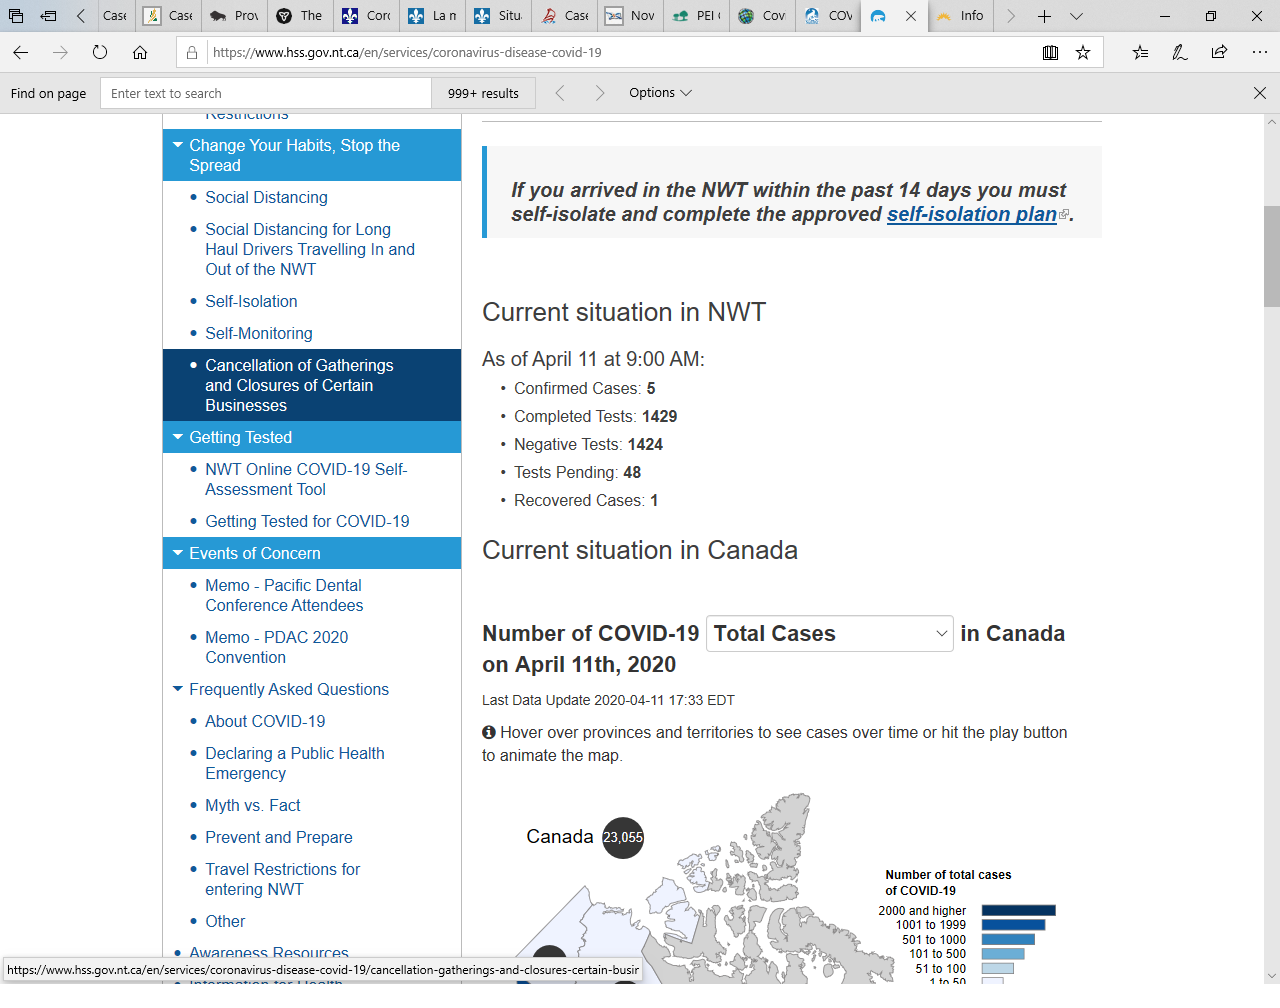 Case
Case
Prov
The
Corc
La m
Situ
Case
Nov
PEI
Cov
COV
Info
https://www.hss.gov.nt.ca/en/services/coronavirus-disease-covid-19
Find on page
Enter text to search
999+ results
Options
Restrictions
Change Your Habits, Stop the
Spread
Social Distancing
Social Distancing for Long
Haul Drivers Travelling In and
Out of the NWT
Self-Isolation
Self-Monitoring
Cancellation of Gatherings
and Closures of Certain
Businesses
Getting Tested
NWT Online COVID-19 Self-
Assessment Tool
Getting Tested for COVID-19
Events of Concern
Memo - Pacific Dental
Conference Attendees
Memo - PDAC 2020
Convention
Frequently Asked Questions
About COVID-19
Declaring a Public Health
Emergency
Myth vs. Fact
Prevent and Prepare
Travel Restrictions for
entering NWT
Other
Awareness Resources
https://www.hss.gov.nt.ca/en/services/coronavirus-disease-covid-19/cancellation-gatherings-and-closures-certain-busir
Information for Health
If you arrived in the NWT within the past 14 days you must
self-isolate and complete the approved self-isolation plan.
Current situation in NWT
As of April 11 at 9:00 AM:
• Confirmed Cases: 5
• Completed Tests: 1429
• Negative Tests: 1424
• Tests Pending: 48
• Recovered Cases: 1
Current situation in Canada
Number of COVID-19 Total Cases in Canada
on April 11th, 2020
Last Data Update 2020-04-11 17:33 EDT
Hover over provinces and territories to see cases over time or hit the play button
to animate the map.
Canada 23,055
Number of total cases
of COVID-19
2000 and higher
1001 to 1999
501 to 1000
101 to 500
51 to 100
1 to 50